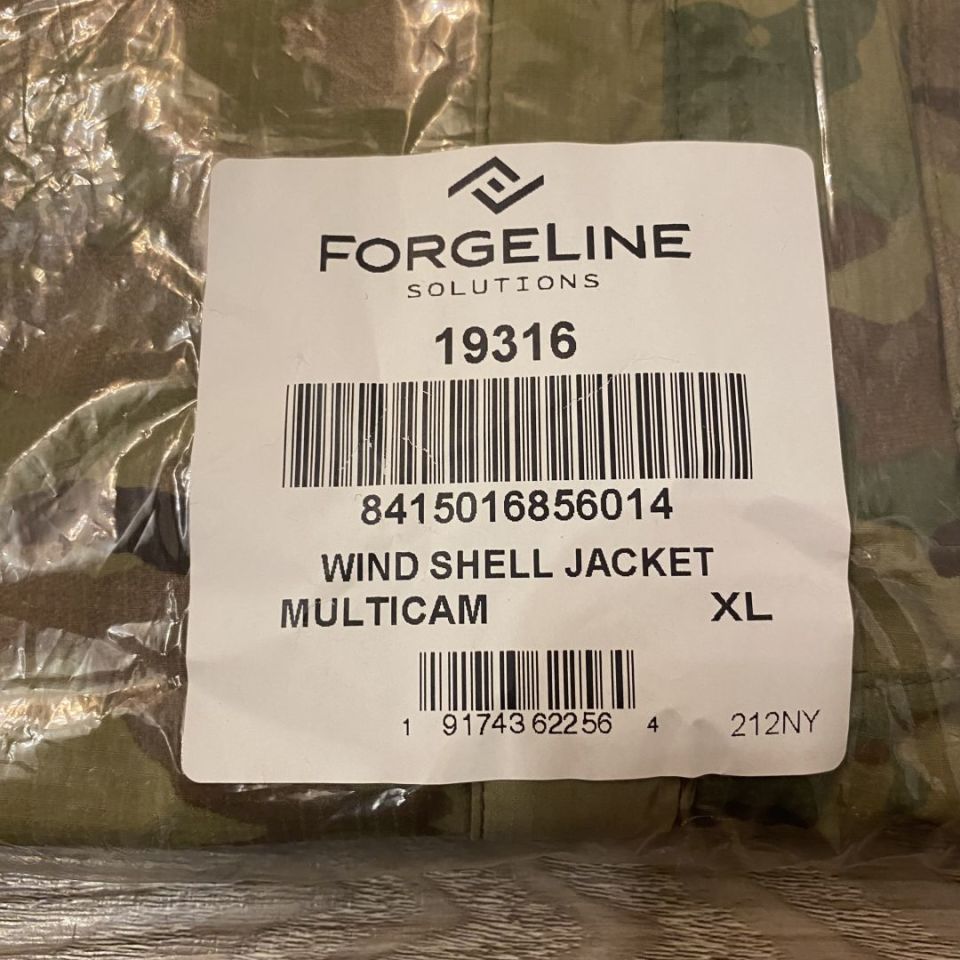 FORGELINE
SOLUTIONS
19316
8415016856014
WIND SHELL JACKET
MULTICAM XL
1 91743 62256 4 212NY